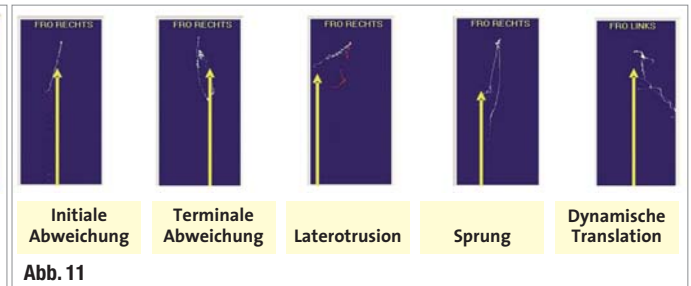 FRO RECHTS
FRO RECHTS
FRO RECHTS
FRO RECHTS
FRO LINKS
Initiale
Abweichung
Terminale
Abweichung
Laterotrusion
Sprung
Dynamische
Translation
Abb. 11